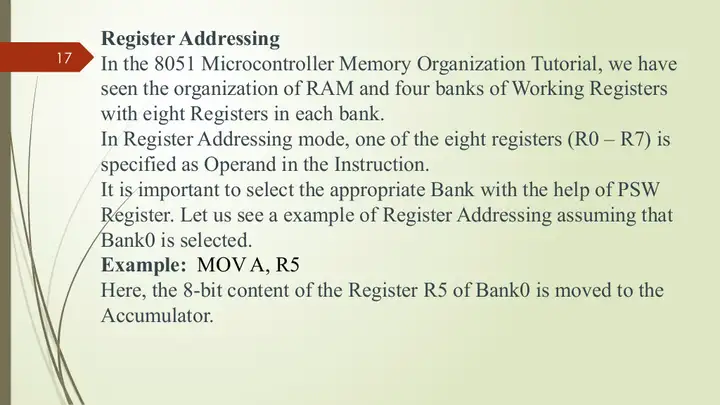 17
Register Addressing
In the 8051 Microcontroller Memory Organization Tutorial, we have
seen the organization of RAM and four banks of Working Registers
with eight Registers in each bank.
In Register Addressing mode, one of the eight registers (R0 – R7) is
specified as Operand in the Instruction.
It is important to select the appropriate Bank with the help of PSW
Register. Let us see a example of Register Addressing assuming that
Bank0 is selected.
Example: MOV A, R5
Here, the 8-bit content of the Register R5 of Bank0 is moved to the
Accumulator.